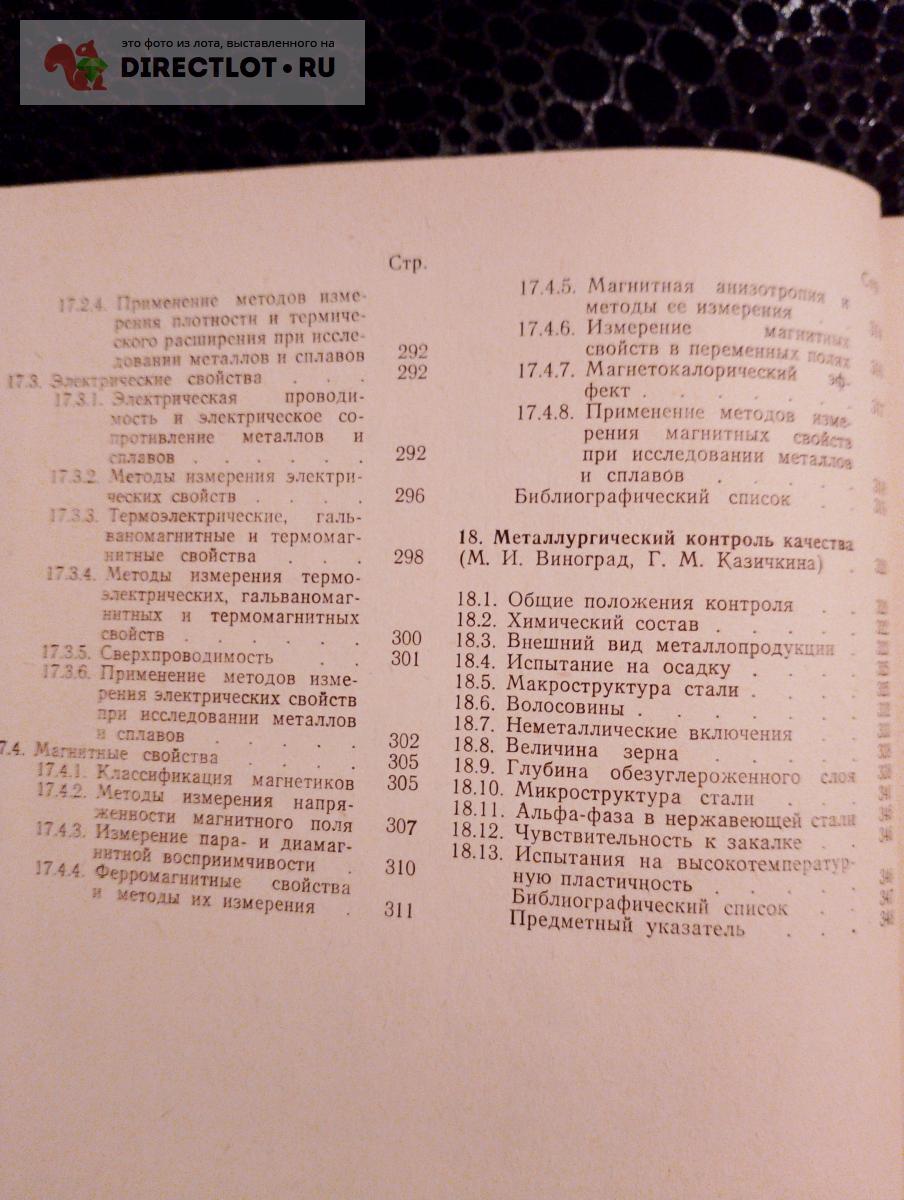 это фото из лота, выставленного на
DIRECTLOT.RU
Стр.
17.2.4. Применение методов изме-
рения плотности и термиче-
ского расширения при иссле-
довании металлов и сплавов 292
17.3. Электрические свойства . . . 292
17.3.1. Электрическая проводи-
мость и электрическое со-
противление металлов и
сплавов . . . . . . 292
17.3.2. Методы измерения электри-
ческих свойств . . . . 296
17.3.3. Термоэлектрические, галь-
ваномагнитные и термомаг-
нитные свойства . . . 298
17.3.4. Методы измерения термо-
электрических, гальваномаг-
нитных и термомагнитных
свойств . . . . . . 300
17.3.5. Сверхпроводимость . . 301
17.3.6. Применение методов изме-
рения электрических свойств
при исследовании металлов
и сплавов . . . . . 302
7.4. Магнитные свойства . . . . 305
17.4.1. Классификация магнетиков 305
17.4.2. Методы измерения напря-
женности магнитного поля 307
17.4.3. Измерение пара- и диамаг-
нитной восприимчивости . 310
17.4.4. Ферромагнитные свойства
и методы их измерения . 311
Стр.
17.4.5. Магнитная анизотропия и
методы ее измерения
17.4.6. Измерение магнитных
свойств в переменных полях
17.4.7. Магнетокалорический эф-
фект . . . . . . .
17.4.8. Применение методов изме-
рения магнитных свойств
при исследовании металлов
и сплавов . . . . .
Библиографический список .
18. Металлургический контроль качества
(М. И. Виноград, Г. М. Казичкина) .
18.1. Общие положения контроля . .
18.2. Химический состав . . . . .
18.3. Внешний вид металлопродукции .
18.4. Испытание на осадку . . . .
18.5. Макроструктура стали . . . .
18.6. Волосовины . . . . . . .
18.7. Неметаллические включения . .
18.8. Величина зерна . . . . .
18.9. Глубина обезуглероженного слоя
18.10. Микроструктура стали . . .
18.11. Альфа-фаза в нержавеющей стали
18.12. Чувствительность к закалке . .
18.13. Испытания на высокотемператур-
ную пластичность . . . . .
Библиографический список . .
Предметный указатель . . .